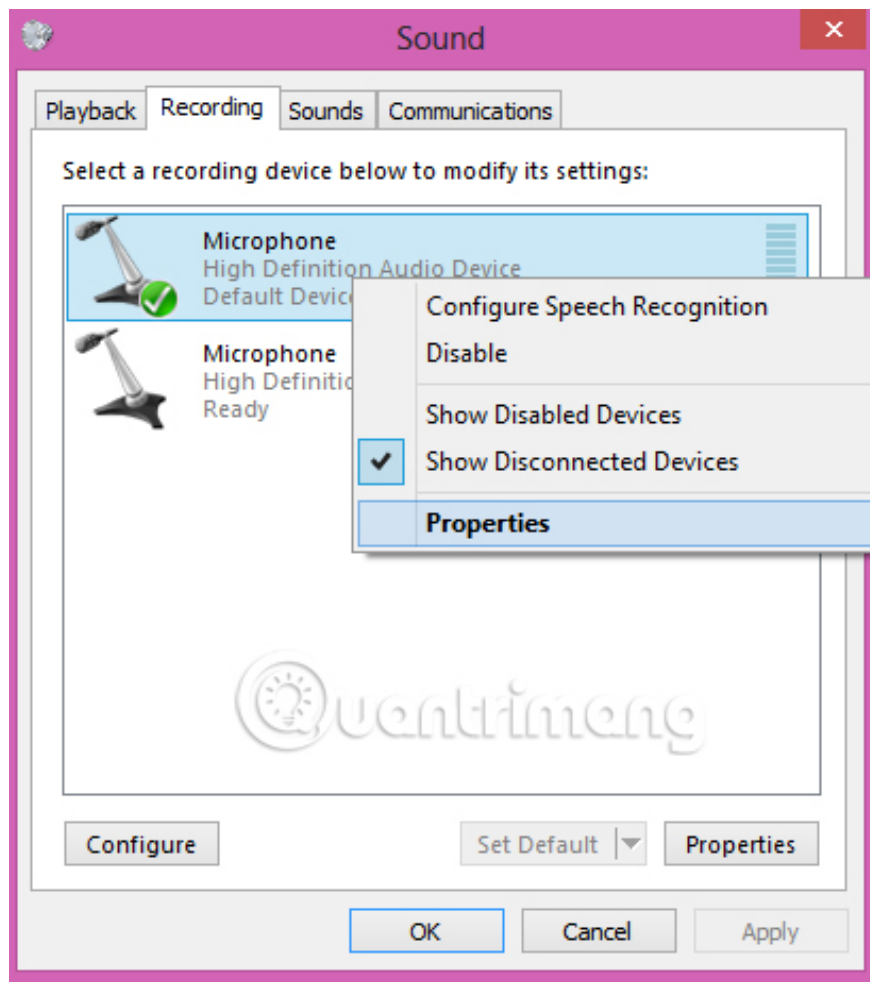 Sound
Playback Recording Sounds Communications
Select a recording device below to modify its settings:
Microphone
High Definition Audio Device
Default Device
Configure Speech Recognition
Disable
Microphone
High Definitio
Ready
Show Disabled Devices
Show Disconnected Devices
Properties
Quantrimang
Configure Set Default Properties
OK Cancel Apply